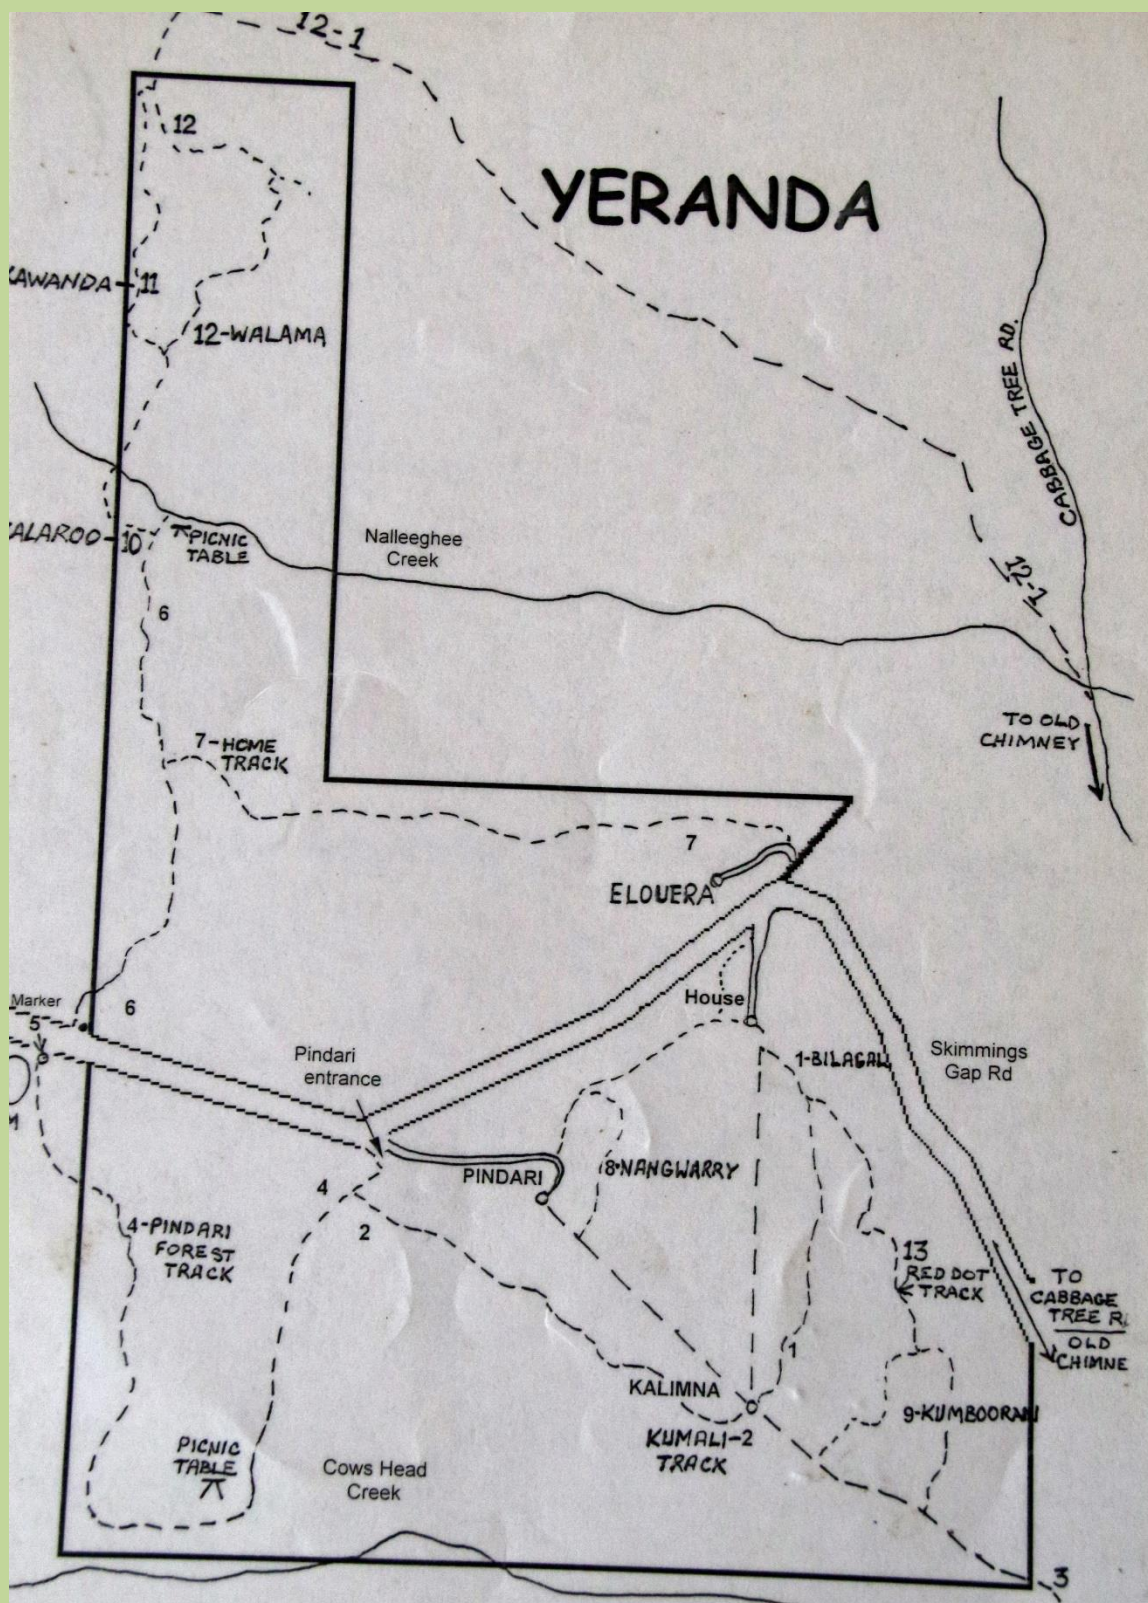 12-1
12
YERANDA
AWANDA
11
12-WALAMA
CABBAGE TREE RD.
ALAROO
10
PICNIC
TABLE
Nalleeghee
Creek
12-1
6
TO OLD
CHIMNEY
7-HOME
TRACK
7
ELOUERA
Marker
5
6
House
Pindari
entrance
1-BILAGAL
Skimmings
Gap Rd
M
PINDARI
8-NANGWARRY
4
2
4-PINDARI
FOREST
TRACK
13
RED DOT
TRACK
TO
CABBAGE
TREE R
OLD
CHIMNE
1
KALIMNA
9-KUMBOORAN
KUMALI-2
TRACK
PICNIC
TABLE
Cows Head
Creek
3